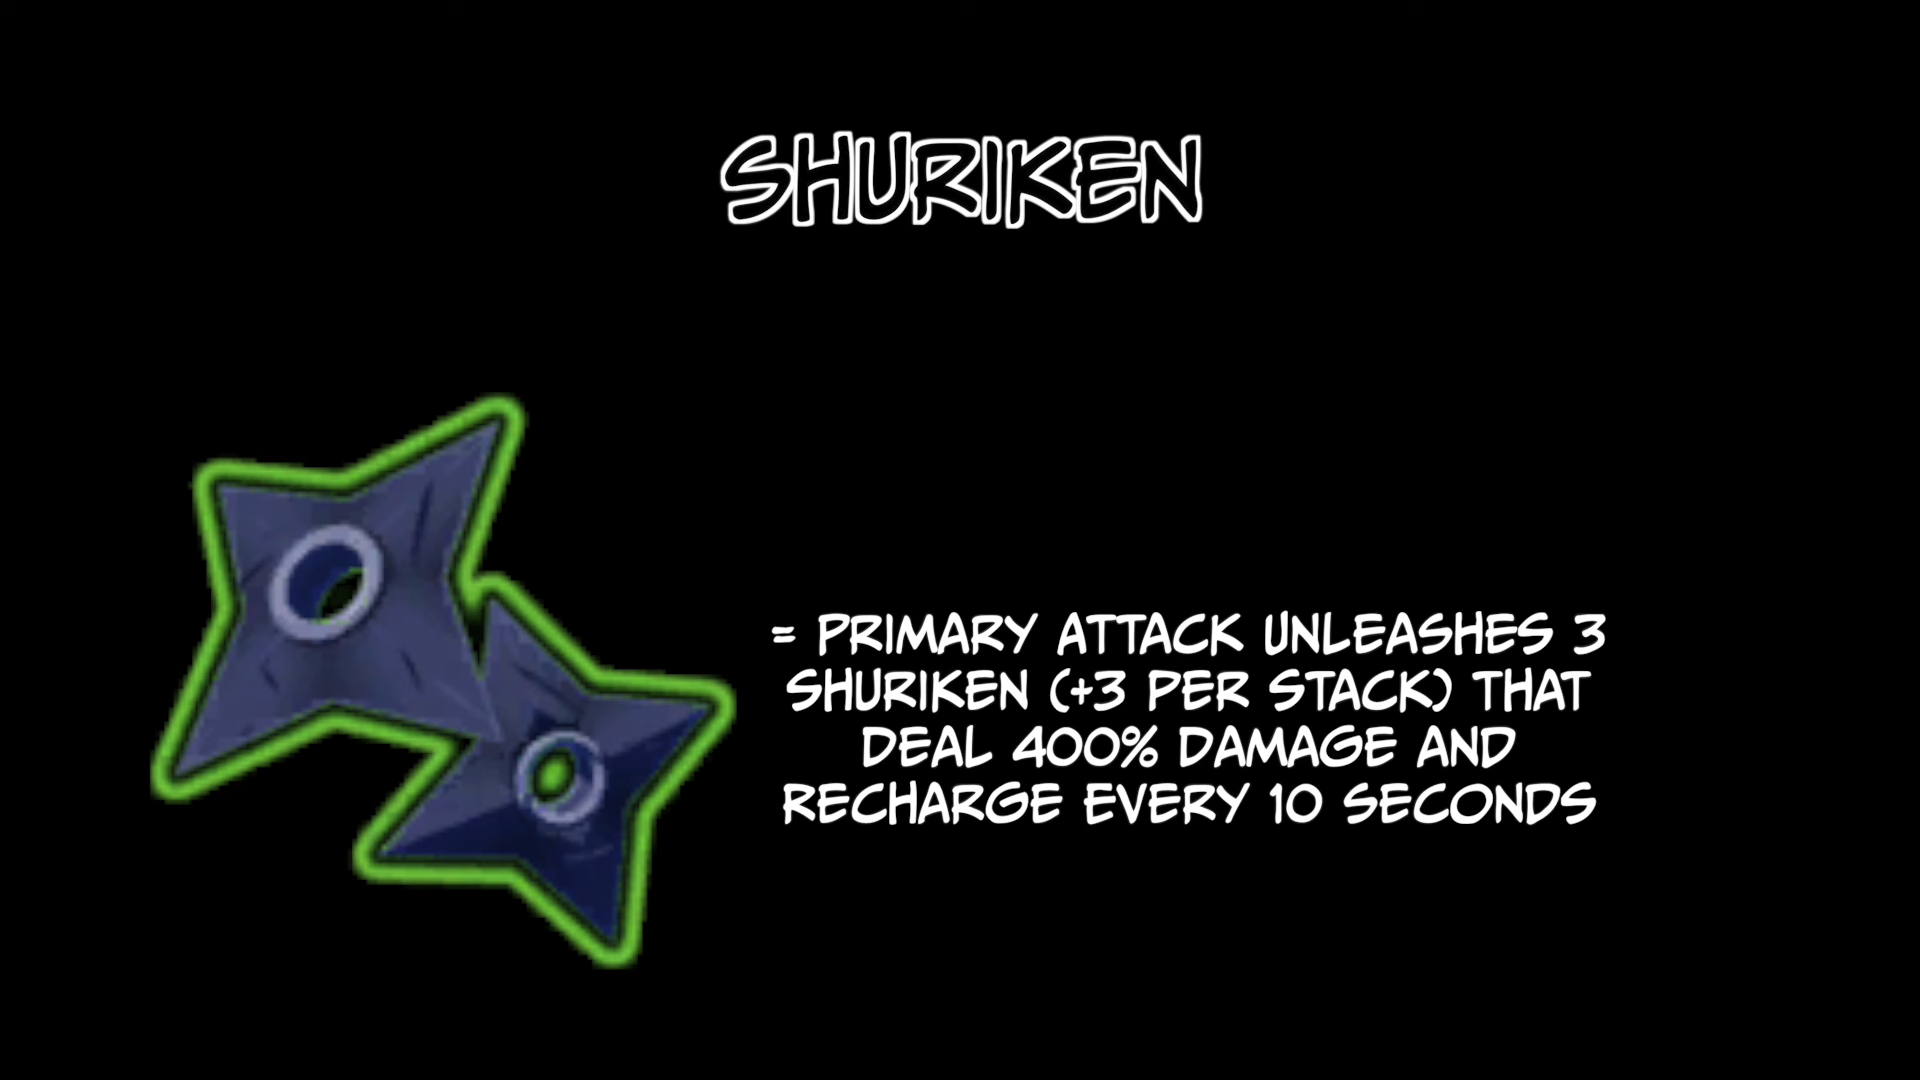 SHURIKEN
= PRIMARY ATTACK UNLEASHES 3
SHURIKEN (+3 PER STACK) THAT
DEAL 400% DAMAGE AND
RECHARGE EVERY 10 SECONDS